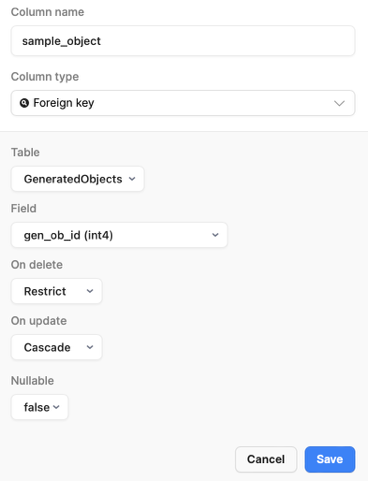 Column name
sample_object
Column type
Foreign key
Table
GeneratedObjects
Field
gen_ob_id (int4)
On delete
Restrict
On update
Cascade
Nullable
false
Cancel Save